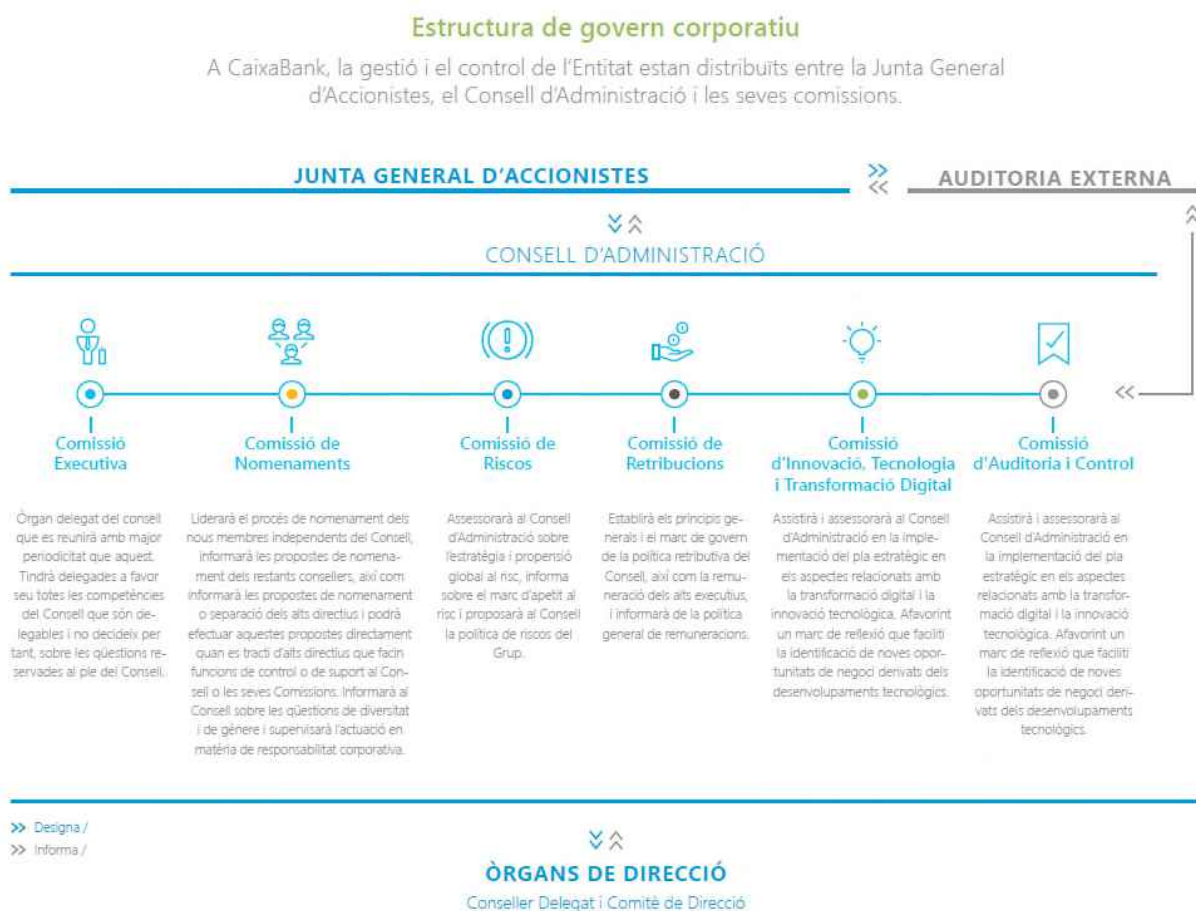 Estructura de govern corporatiu
A CaixaBank, la gestió i el control de l'Entitat estan distribuïts entre la Junta General
d'Accionistes, el Consell d'Administració i les seves comissions.
JUNTA GENERAL D'ACCIONISTES
AUDITORIA EXTERNA
CONSELL D'ADMINISTRACIÓ
Comissió
Executiva
Òrgan delegat del consell
que es reunirà amb major
periodicitat que aquest.
Tindrà delegades a favor
seu totes les competències
del Consell que són de-
legables i no decideix per
tant, sobre les qüestions re-
servades al ple del Consell.
Comissió de
Nomenaments
Liderarà el procés de nomenament dels
nous membres independents del Consell,
informarà les propostes de nomena-
ment dels restants consellers, així com
informarà les propostes de nomenament
o separació dels alts directius i podrà
efectuar aquestes propostes directament
quan es tracti d'alts directius que facin
funcions de control o de suport al Con-
sell o les seves Comissions. Informarà al
Consell sobre les qüestions de diversitat
i de gènere i supervisarà l'actuació en
matèria de responsabilitat corporativa.
Comissió de
Riscos
Assessorarà al Consell
d'Administració sobre
l'estratègia i propensió
global al risc, informa
sobre el marc d'apetit al
risc i proposarà al Consell
la política de riscos del
Grup.
Comissió de
Retribucions
Establirà els principis ge-
nerals i el marc de govern
de la política retributiva del
Consell, així com la remu-
neració dels alts executius,
i informarà de la política
general de remuneracions.
Comissió
d'Innovació, Tecnologia
i Transformació Digital
Assistirà i assessorarà al Consell
d'Administració en la imple-
mentació del pla estratègic en
els aspectes relacionats amb
la transformació digital i la
innovació tecnològica. Afavorint
un marc de reflexió que faciliti
la identificació de noves opor-
tunitats de negoci derivats dels
desenvolupaments tecnològics.
Comissió
d'Auditoria i Control
Assistirà i assessorarà al
Consell d'Administració en
la implementació del pla
estratègic en els aspectes
relacionats amb la transfor-
mació digital i la innovació
tecnològica. Afavorint un
marc de reflexió que faciliti
la identificació de noves
oportunitats de negoci deri-
vats dels desenvolupaments
tecnològics.
>> Designa /
>> Informa /
ÒRGANS DE DIRECCIÓ
Conseller Delegat i Comitè de Direcció